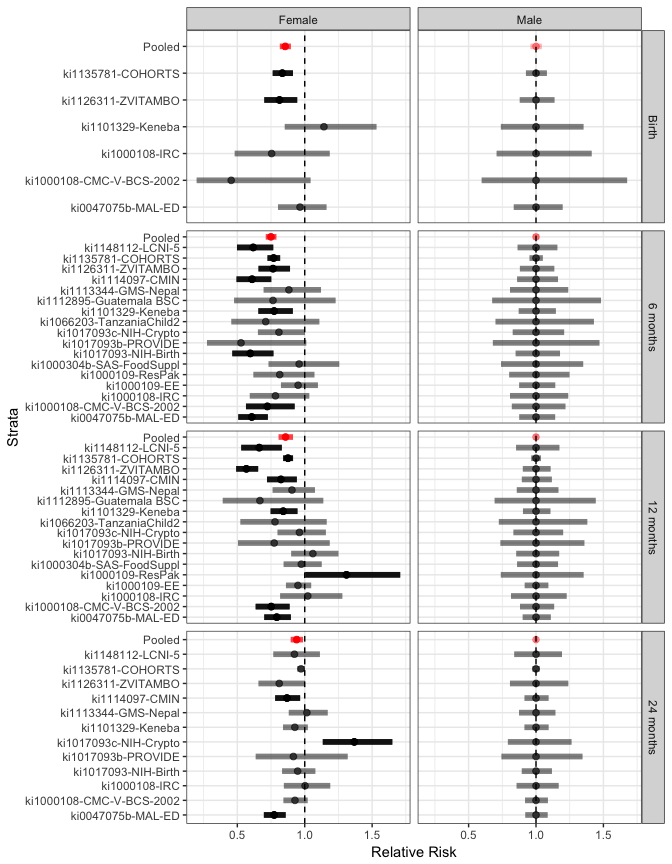 Female
Male
Pooled
ki1135781-COHORTS
ki1126311-ZVITAMBO
ki1101329-Keneba
ki1000108-IRC
ki1000108-CMC-V-BCS-2002
ki0047075b-MAL-ED
Birth
Pooled
ki1148112-LCNI-5
ki1135781-COHORTS
ki1126311-ZVITAMBO
ki1114097-CMIN
ki1113344-GMS-Nepal
ki1112895-Guatemala BSC
ki1101329-Keneba
ki1066203-TanzaniaChild2
ki1017093c-NIH-Crypto
ki1017093b-PROVIDE
ki1017093-NIH-Birth
ki1000304b-SAS-FoodSuppl
ki1000109-ResPak
ki1000109-EE
ki1000108-IRC
ki1000108-CMC-V-BCS-2002
ki0047075b-MAL-ED
6 months
Pooled
ki1148112-LCNI-5
ki1135781-COHORTS
ki1126311-ZVITAMBO
ki1114097-CMIN
ki1113344-GMS-Nepal
ki1112895-Guatemala BSC
ki1101329-Keneba
ki1066203-TanzaniaChild2
ki1017093c-NIH-Crypto
ki1017093b-PROVIDE
ki1017093-NIH-Birth
ki1000304b-SAS-FoodSuppl
ki1000109-ResPak
ki1000109-EE
ki1000108-IRC
ki1000108-CMC-V-BCS-2002
ki0047075b-MAL-ED
12 months
Pooled
ki1148112-LCNI-5
ki1135781-COHORTS
ki1126311-ZVITAMBO
ki1114097-CMIN
ki1113344-GMS-Nepal
ki1101329-Keneba
ki1017093c-NIH-Crypto
ki1017093b-PROVIDE
ki1017093-NIH-Birth
ki1000108-IRC
ki1000108-CMC-V-BCS-2002
ki0047075b-MAL-ED
24 months
Strata
0.5 1.0 1.5
0.5 1.0 1.5
Relative Risk